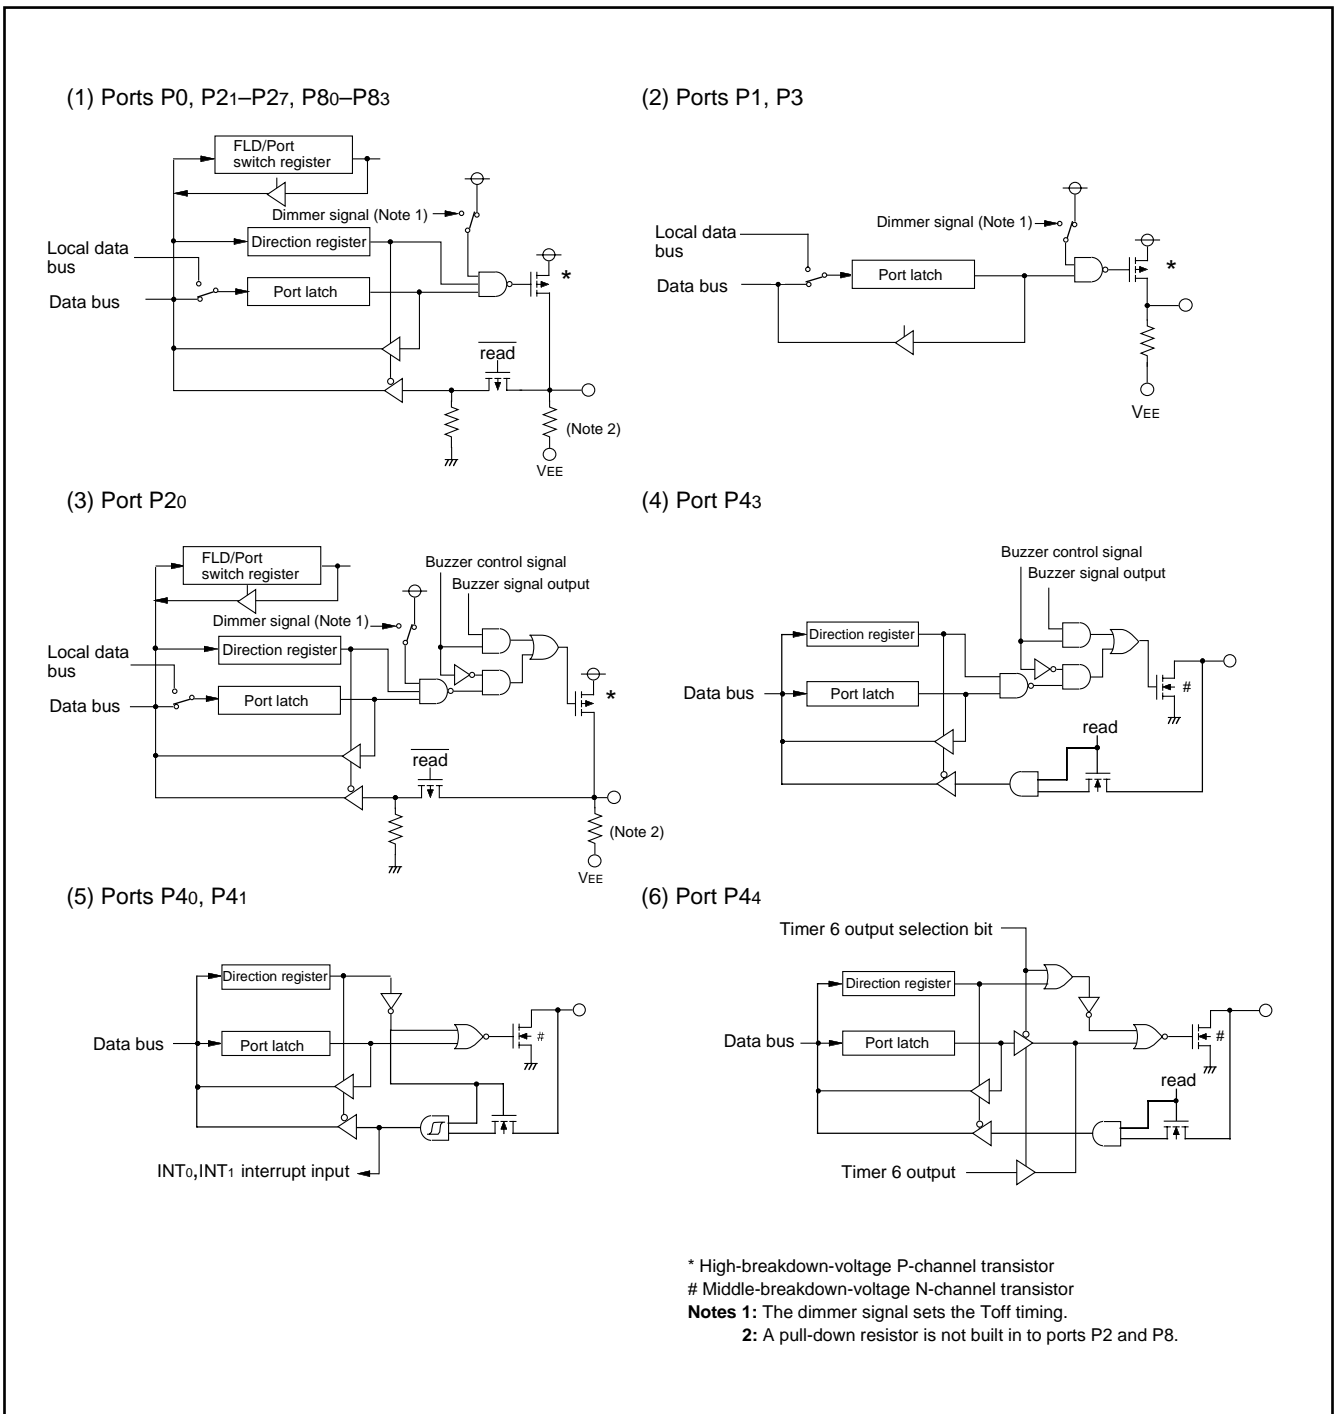 (1) Ports P0, P21–P27, P80–P83
FLD/Port
switch register
Dimmer signal (Note 1)
Local data
bus
Direction register
Data bus
Port latch
*
read
(Note 2)
VEE
(2) Ports P1, P3
Dimmer signal (Note 1)
Local data
bus
Data bus
Port latch
*
VEE
(3) Port P20
FLD/Port
switch register
Buzzer control signal
Buzzer signal output
Dimmer signal (Note 1)
Local data
bus
Direction register
Data bus
Port latch
*
read
(Note 2)
VEE
(4) Port P43
Buzzer control signal
Buzzer signal output
Direction register
Data bus
Port latch
#
read
(5) Ports P40, P41
Direction register
Data bus
Port latch
#
INT0,INT1 interrupt input
(6) Port P44
Timer 6 output selection bit
Direction register
Data bus
Port latch
#
read
Timer 6 output
* High-breakdown-voltage P-channel transistor
# Middle-breakdown-voltage N-channel transistor
Notes 1: The dimmer signal sets the Toff timing.
2: A pull-down resistor is not built in to ports P2 and P8.